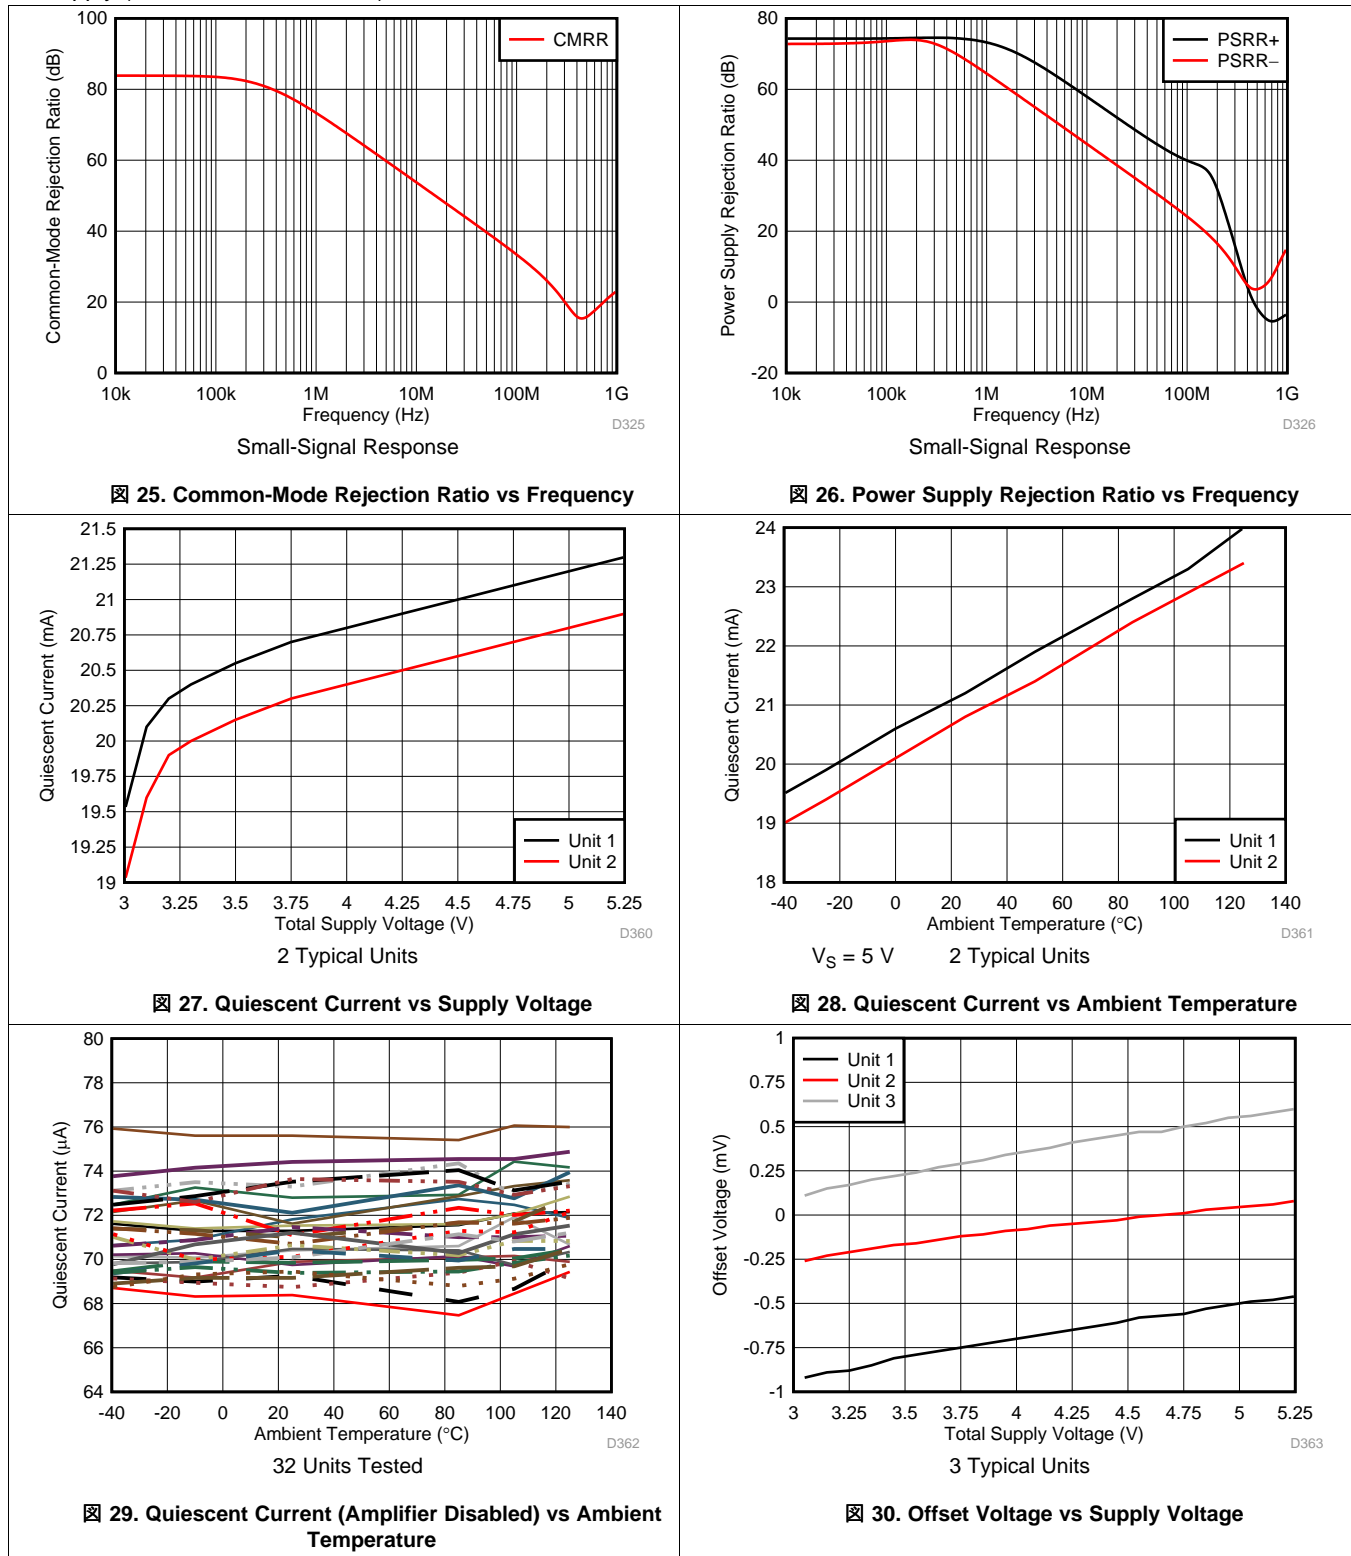 100
80
60
40
20
0
Common-Mode Rejection Ratio (dB)
CMRR
10k 100k 1M 10M 100M 1G
Frequency (Hz)
D325
Small-Signal Response
図 25. Common-Mode Rejection Ratio vs Frequency
80
60
40
20
0
-20
Power Supply Rejection Ratio (dB)
PSRR+
PSRR−
10k 100k 1M 10M 100M 1G
Frequency (Hz)
D326
Small-Signal Response
図 26. Power Supply Rejection Ratio vs Frequency
21.5
21.25
21
20.75
20.5
20.25
20
19.75
19.5
19.25
19
Quiescent Current (mA)
Unit 1
Unit 2
3 3.25 3.5 3.75 4 4.25 4.5 4.75 5 5.25
Total Supply Voltage (V)
D360
2 Typical Units
図 27. Quiescent Current vs Supply Voltage
24
23
22
21
20
19
18
Quiescent Current (mA)
Unit 1
Unit 2
-40 -20 0 20 40 60 80 100 120 140
Ambient Temperature (°C)
D361
VS = 5 V 2 Typical Units
図 28. Quiescent Current vs Ambient Temperature
80
78
76
74
72
70
68
66
64
Quiescent Current (μA)
-40 -20 0 20 40 60 80 100 120 140
Ambient Temperature (°C)
D362
32 Units Tested
図 29. Quiescent Current (Amplifier Disabled) vs Ambient
Temperature
1
0.75
0.5
0.25
0
-0.25
-0.5
-0.75
-1
Offset Voltage (mV)
Unit 1
Unit 2
Unit 3
3 3.25 3.5 3.75 4 4.25 4.5 4.75 5 5.25
Total Supply Voltage (V)
D363
3 Typical Units
図 30. Offset Voltage vs Supply Voltage